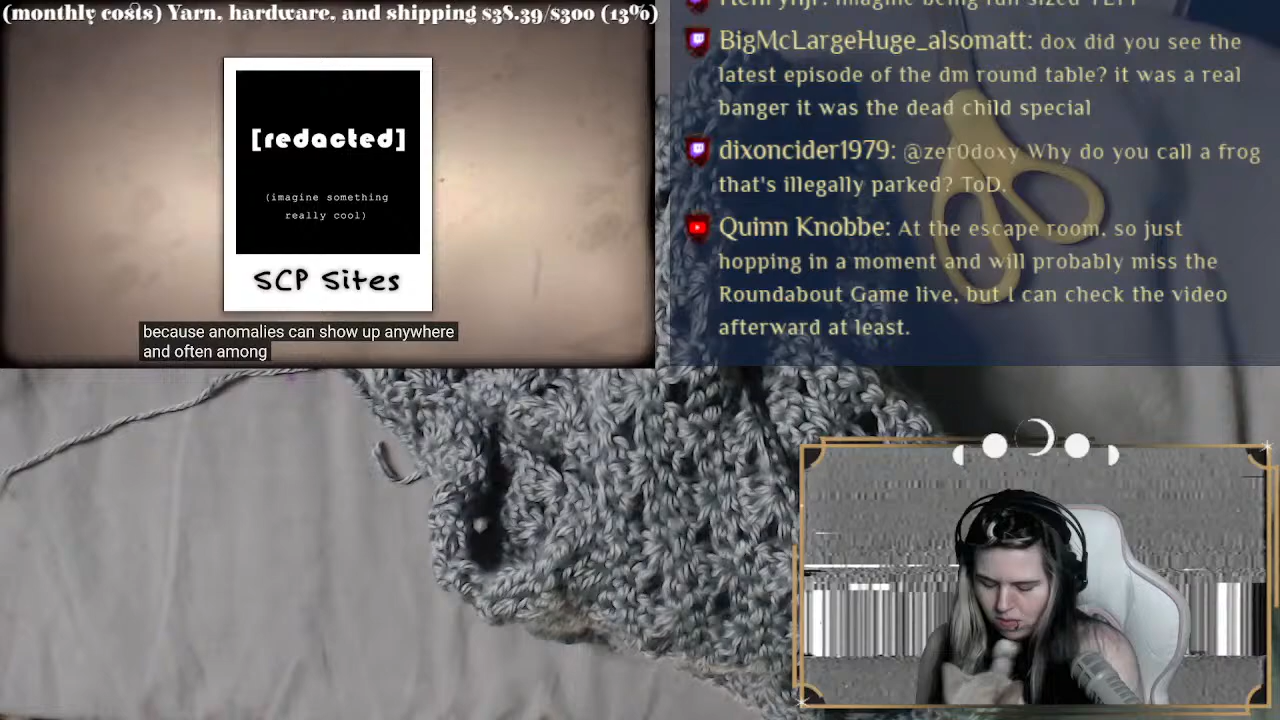 (monthly costs) Yarn, hardware, and shipping $38.39/$300 (13%)
[redacted]
(imagine something
really cool)
SCP Sites
because anomalies can show up anywhere
and often among
BigMcLargeHuge_alsomatt: dox did you see the
latest episode of the dm round table? it was a real
banger it was the dead child special
dixoncider1979: @zer0doxy Why do you call a frog
that's illegally parked? ToD.
Quinn Knobbe: At the escape room, so just
hopping in a moment and will probably miss the
Roundabout Game live, but I can check the video
afterward at least.